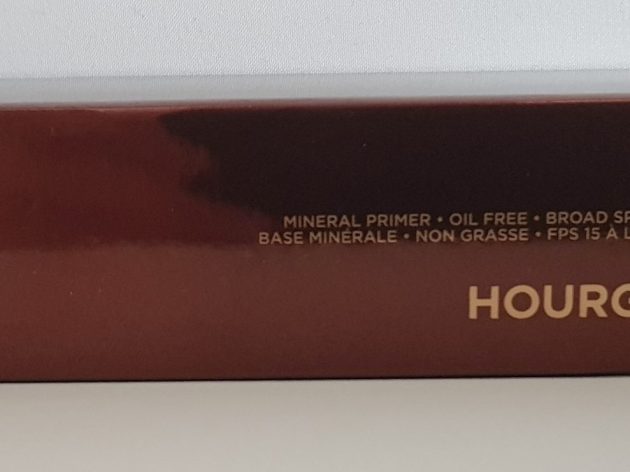 MINERAL PRIMER • OIL FREE • BROAD SP
BASE MINÉRALE • NON GRASSE • FPS 15 À L
HOURG